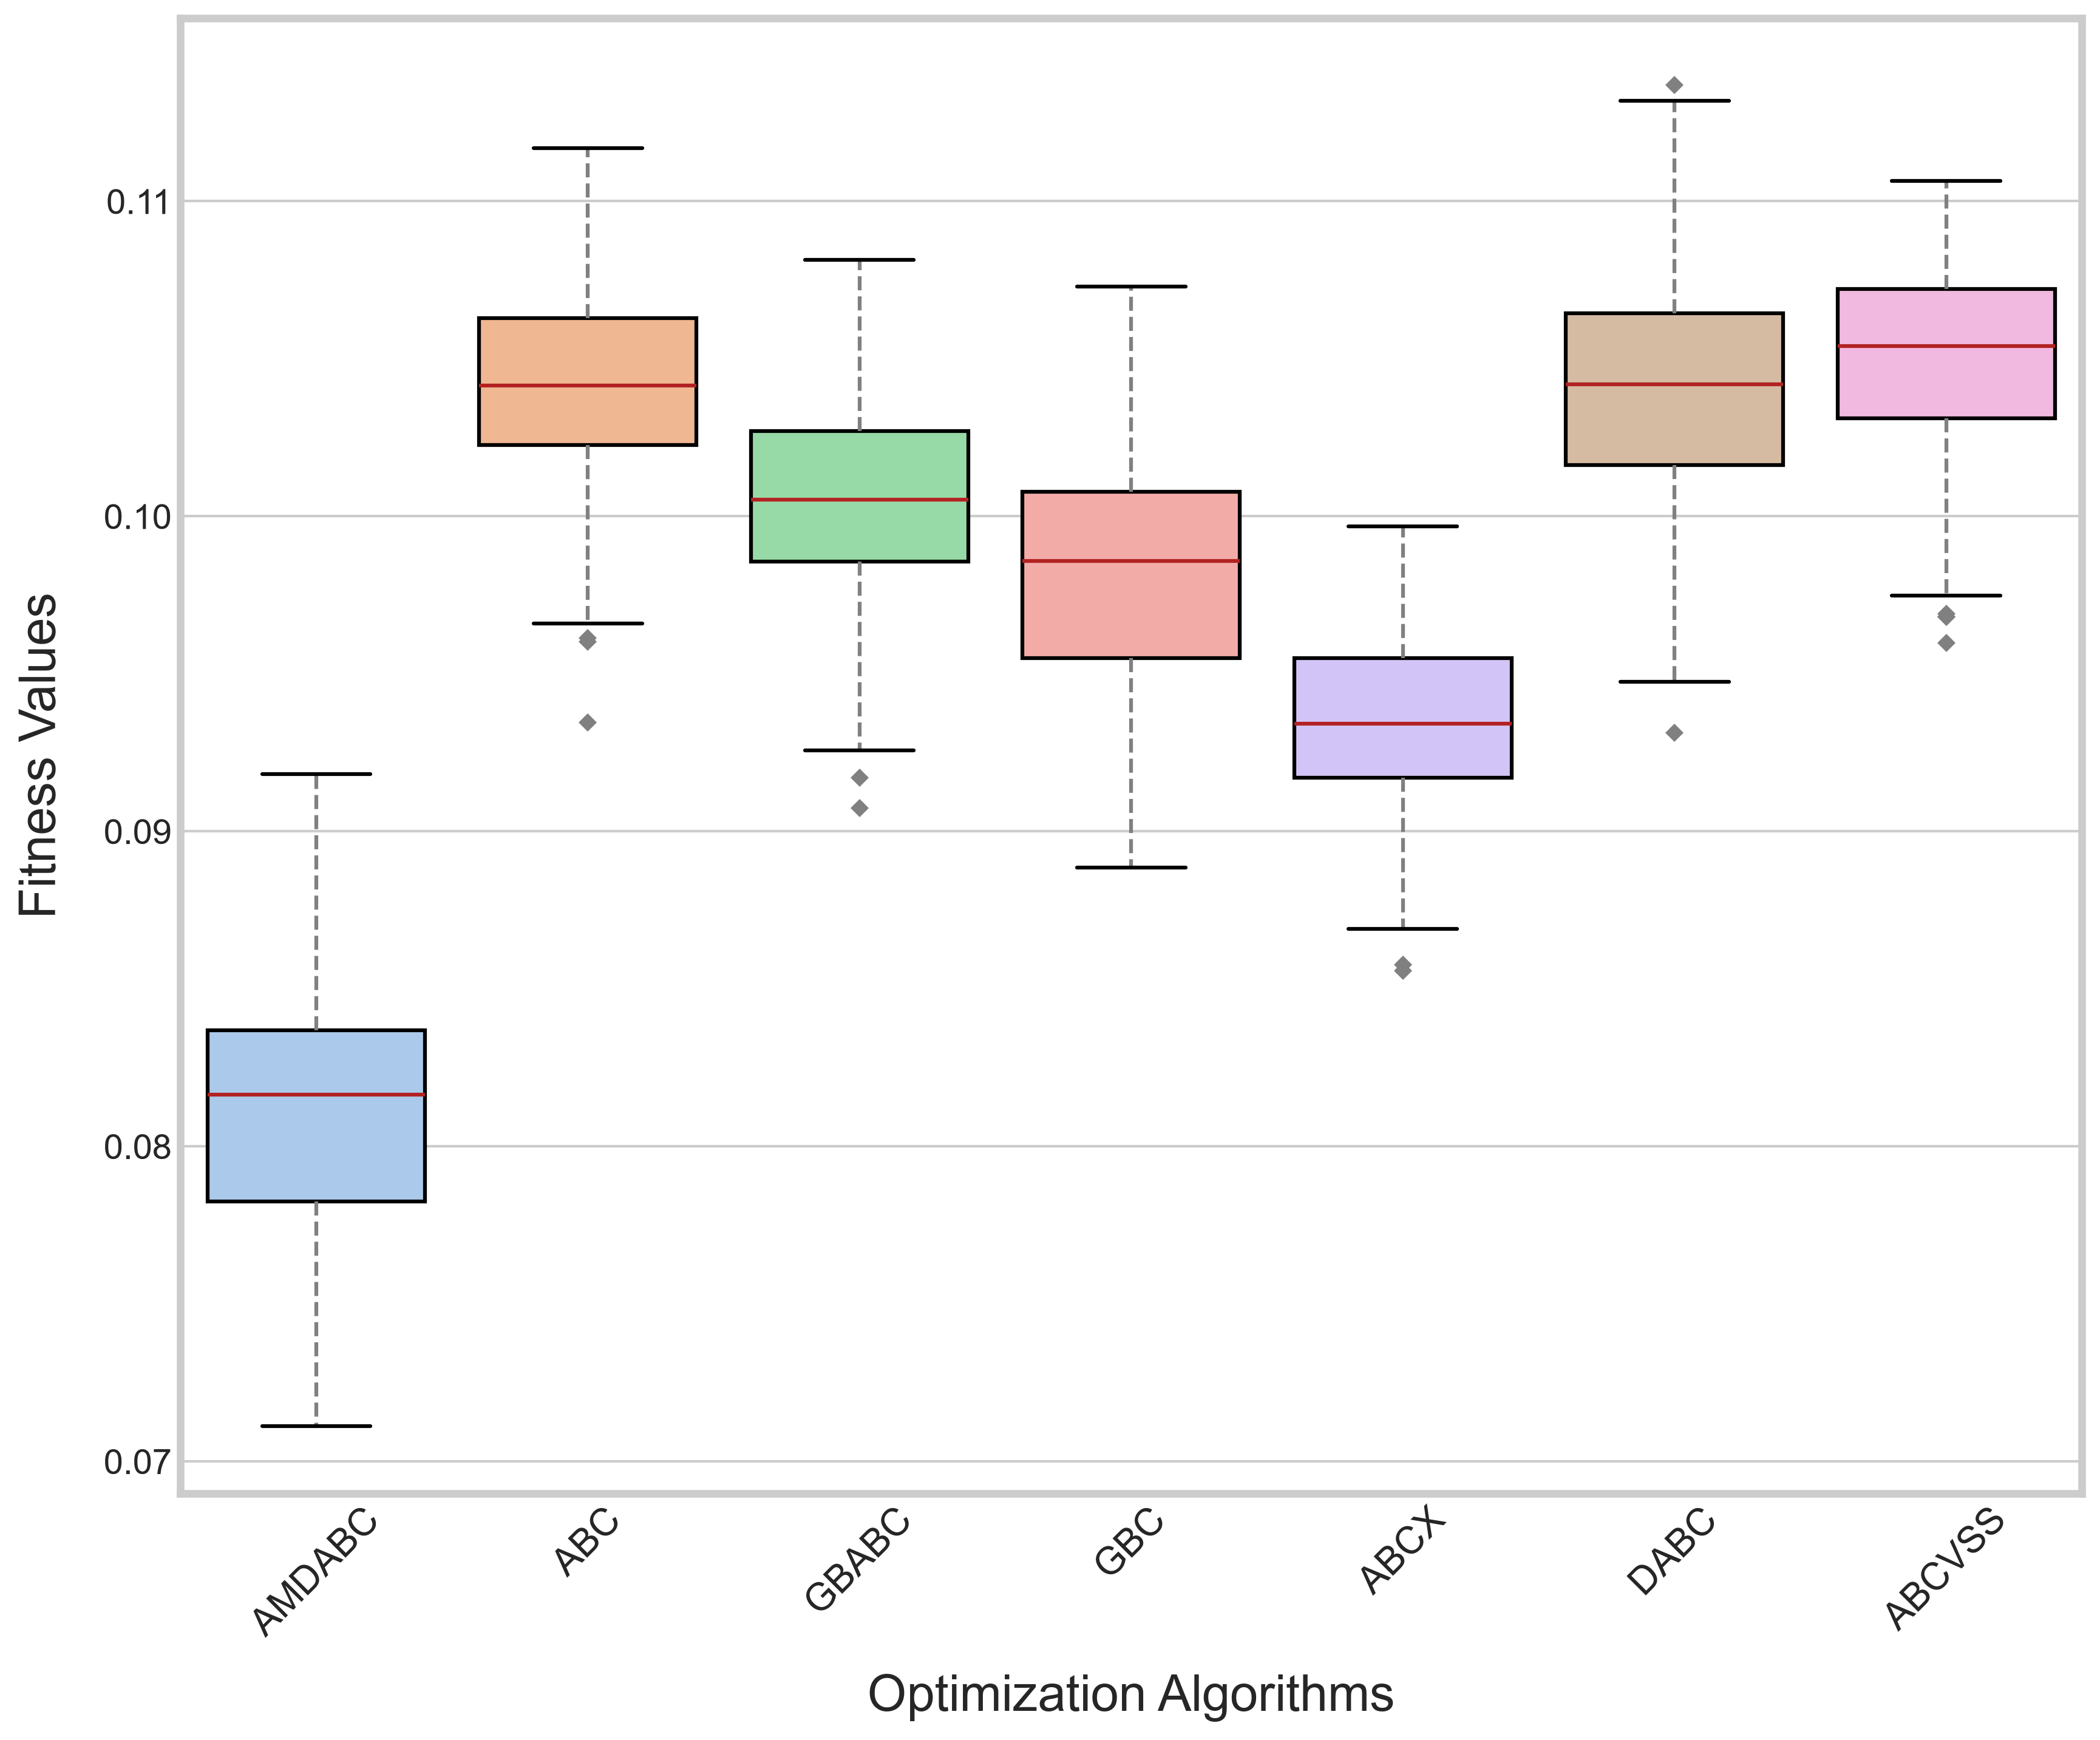 Fitness Values
0.11
0.10
0.09
0.08
0.07
AMDABC
ABC
GBABC
GBC
ABCX
DABC
ABCVSS
Optimization Algorithms